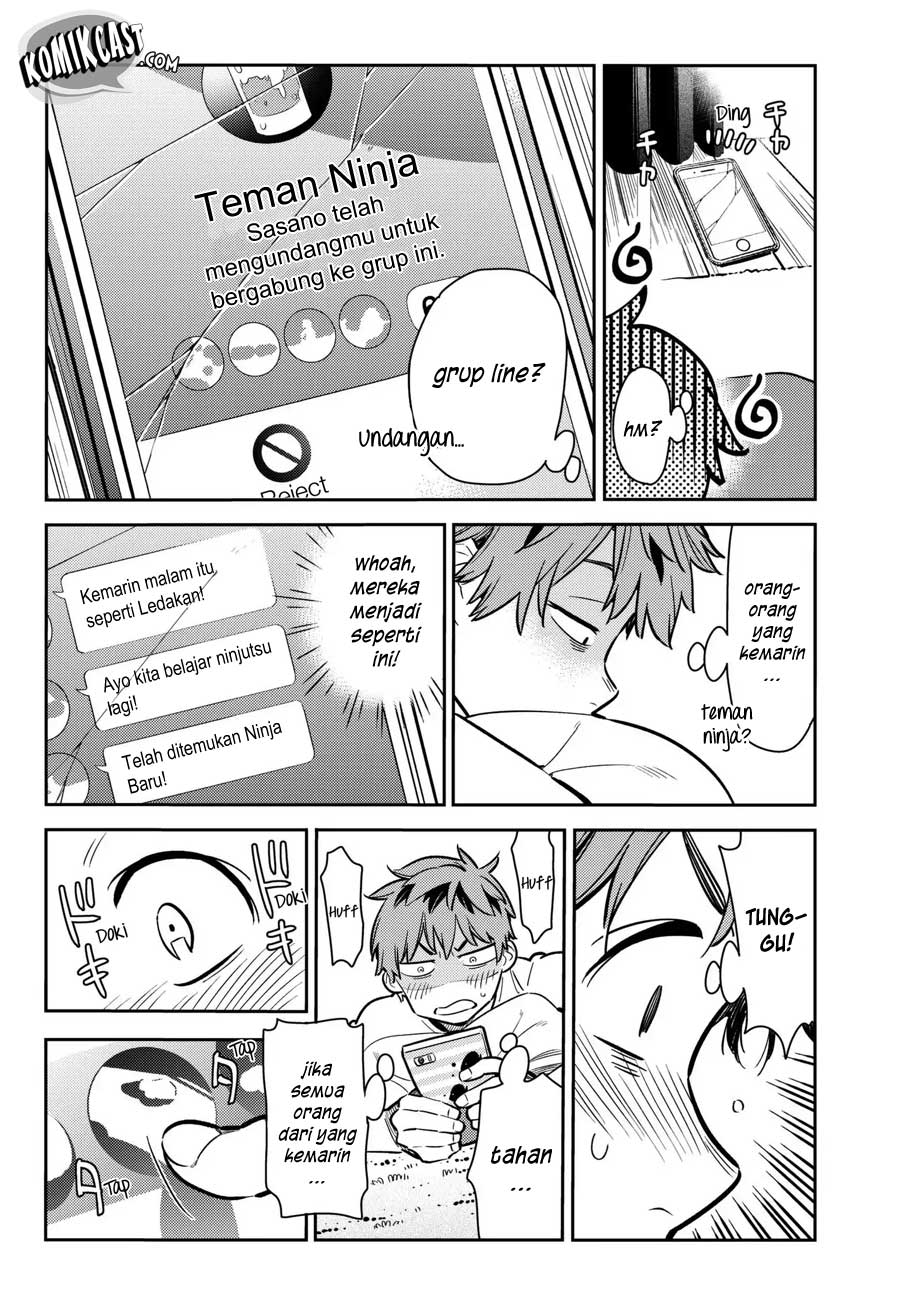 KOMIKCAST
.COM
Ding
チャ
チャ
HM?
Teman Ninja
Sasano telah
mengundangmu untuk
bergabung ke grup ini.
GRUP LINE?
Undangan...
Reject
ORANG-
ORANG
YANG
KEMARIN
...
TEMAN
NINJA?
WHOAH,
MEREKA
MENJADI
SEPERTI
INI!
Kemarin malam itu
seperti Ledakan!
Ayo kita belajar ninjutsu
lagi!
Telah ditemukan Ninja
Baru!
TUNG-
GU!
Huff
Huff
TAHAN
...
JIKA
SEMUA
ORANG
DARI YANG
KEMARIN
...
Doki
ドキ
Doki
ドキ
Tap
タ
Tap
タ